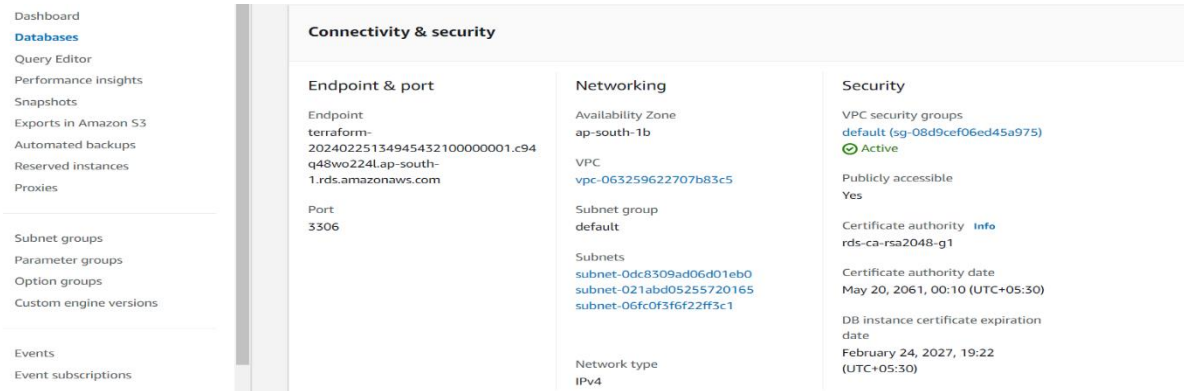 Dashboard
Databases
Query Editor
Performance insights
Snapshots
Exports in Amazon S3
Automated backups
Reserved instances
Proxies
Subnet groups
Parameter groups
Option groups
Custom engine versions
Events
Event subscriptions
Connectivity & security
Endpoint & port
Endpoint
terraform-
20240225134945432100000001.c94
q48wo224l.ap-south-
1.rds.amazonaws.com
Port
3306
Networking
Availability Zone
ap-south-1b
VPC
vpc-063259622707b83c5
Subnet group
default
Subnets
subnet-0dc8309ad06d01eb0
subnet-021abd05255720165
subnet-06fc0f3f6f22ff3c1
Network type
IPv4
Security
VPC security groups
default (sg-08d9cef06ed45a975)
Active
Publicly accessible
Yes
Certificate authority Info
rds-ca-rsa2048-g1
Certificate authority date
May 20, 2061, 00:10 (UTC+05:30)
DB instance certificate expiration
date
February 24, 2027, 19:22
(UTC+05:30)